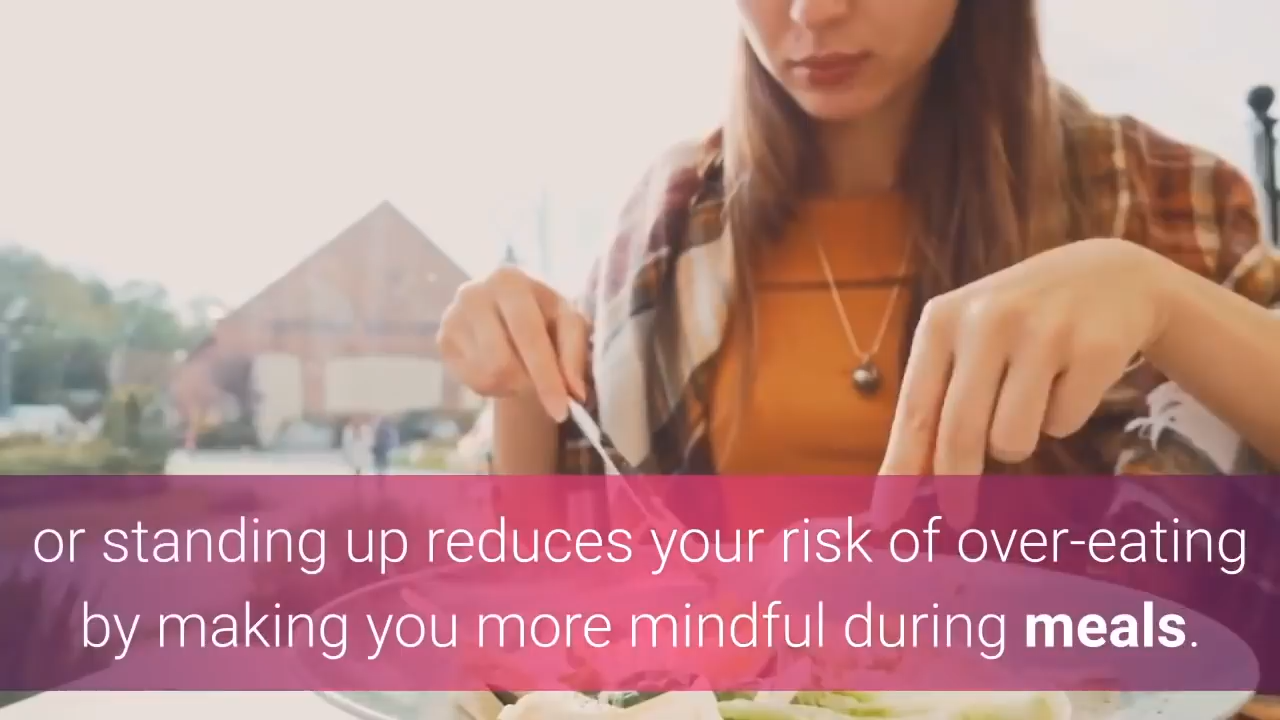 or standing up reduces your risk of over-eating
by making you more mindful during meals.